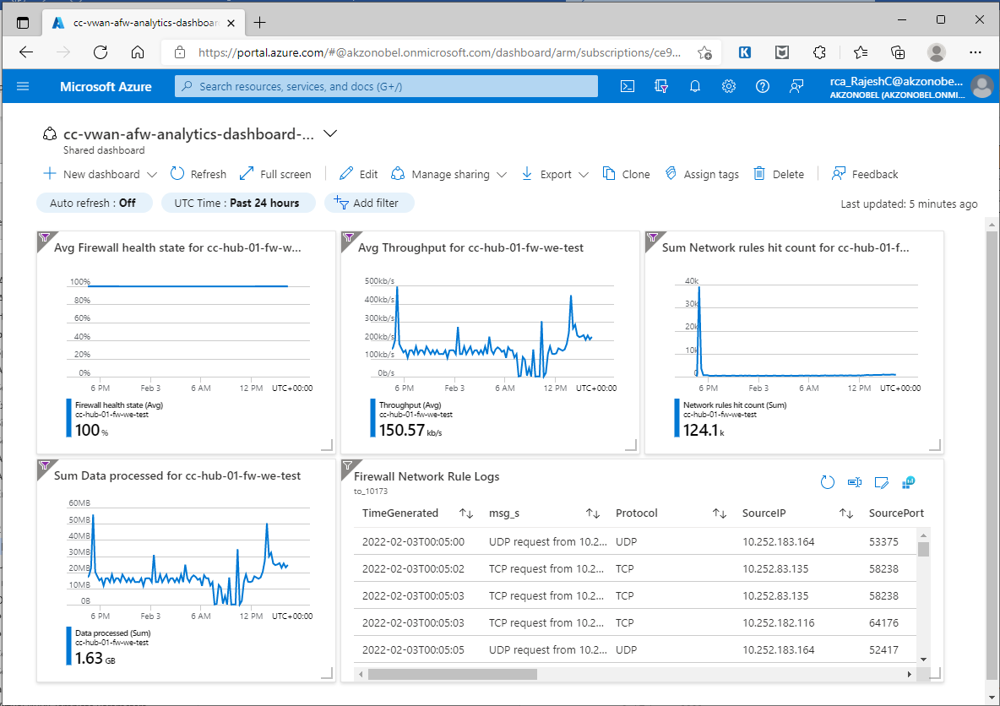 cc-vwan-afw-analytics-dashboar
https://portal.azure.com/#@akzonobel.onmicrosoft.com/dashboard/arm/subscriptions/ce9...
Microsoft Azure
Search resources, services, and docs (G+/)
rca_RajeshC@akzonobe...
AKZONOBEL (AKZONOBEL.ONMI...
cc-vwan-afw-analytics-dashboard-...
Shared dashboard
New dashboard Refresh Full screen Edit Manage sharing Export Clone Assign tags Delete Feedback
Auto refresh : Off UTC Time : Past 24 hours Add filter Last updated: 5 minutes ago
Avg Firewall health state for cc-hub-01-fw-w...
100%
80%
60%
40%
20%
0%
6 PM Feb 3 6 AM 12 PM UTC+00:00
Firewall health state (Avg)
cc-hub-01-fw-we-test
100 %
Avg Throughput for cc-hub-01-fw-we-test
500kb/s
400kb/s
300kb/s
200kb/s
100kb/s
0b/s
6 PM Feb 3 6 AM 12 PM UTC+00:00
Throughput (Avg)
cc-hub-01-fw-we-test
150.57 kb/s
Sum Network rules hit count for cc-hub-01-f...
40k
30k
20k
10k
0
6 PM Feb 3 6 AM 12 PM UTC+00:00
Network rules hit count (Sum)
cc-hub-01-fw-we-test
124.1 k
Sum Data processed for cc-hub-01-fw-we-test
60MB
50MB
40MB
30MB
20MB
10MB
0B
6 PM Feb 3 6 AM 12 PM UTC+00:00
Data processed (Sum)
cc-hub-01-fw-we-test
1.63 GB
Firewall Network Rule Logs
to_10173
TimeGenerated msg_s Protocol SourceIP SourcePort
2022-02-03T00:05:00 UDP request from 10.2... UDP 10.252.183.164 53375
2022-02-03T00:05:02 TCP request from 10.2... TCP 10.252.83.135 58238
2022-02-03T00:05:03 TCP request from 10.2... TCP 10.252.83.135 58238
2022-02-03T00:05:03 TCP request from 10.2... TCP 10.252.182.116 64176
2022-02-03T00:05:05 UDP request from 10.2... UDP 10.252.183.164 52417